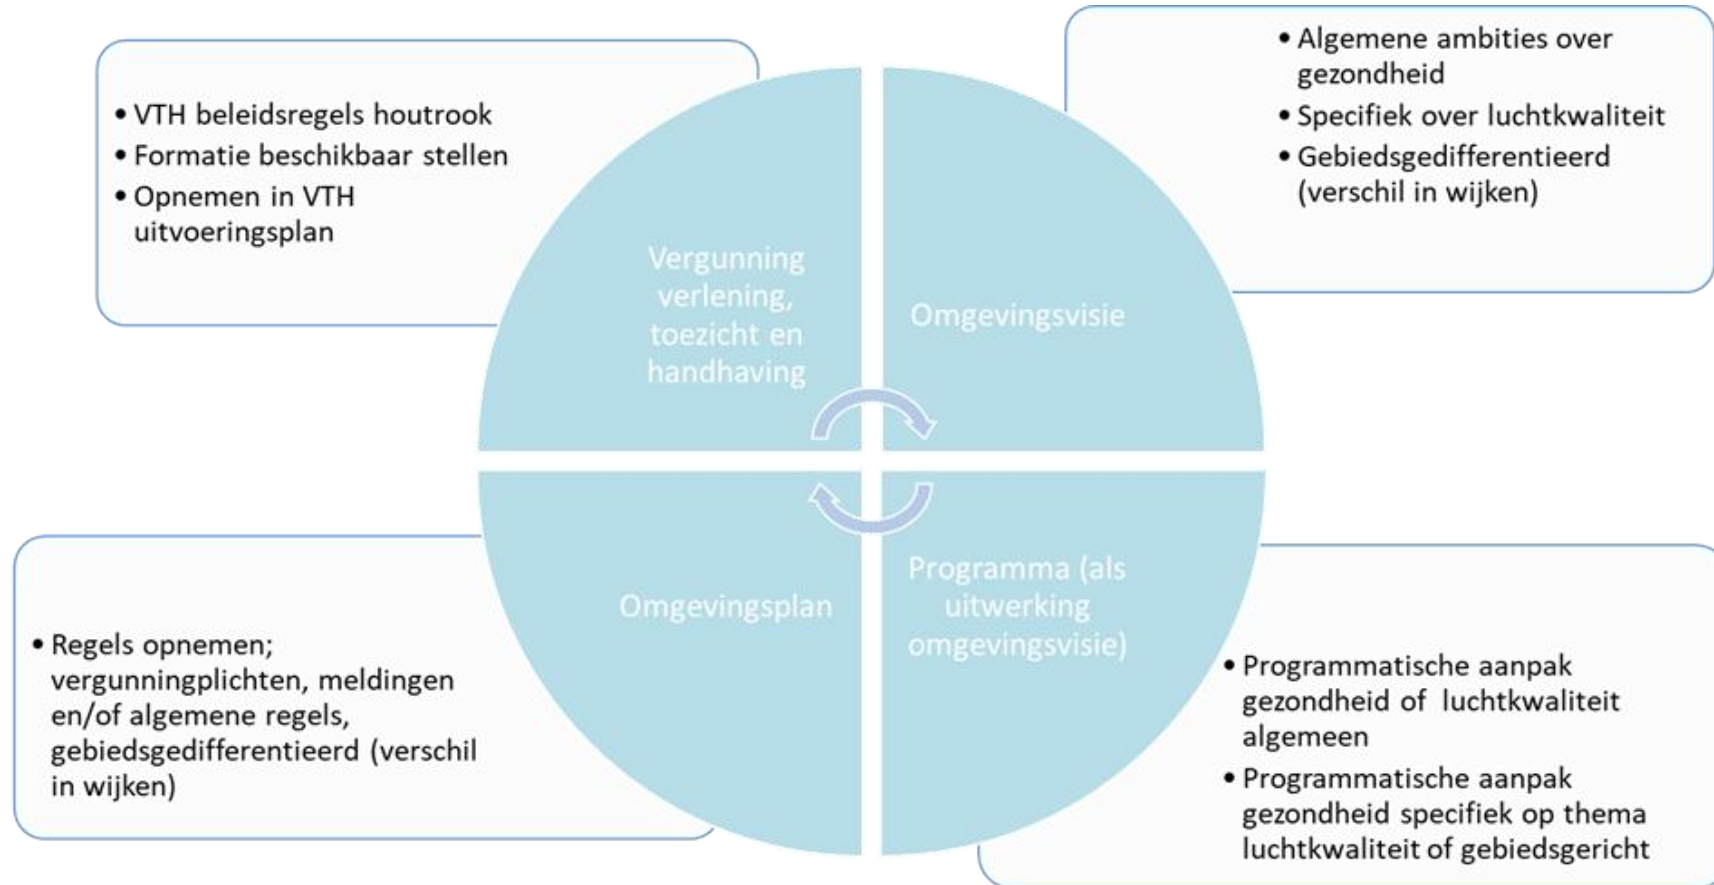 • VTH beleidsregels houtrook
• Formatie beschikbaar stellen
• Opnemen in VTH
uitvoeringsplan
Vergunning
verlening,
toezicht en
handhaving
• Algemene ambities over
gezondheid
• Specifiek over luchtkwaliteit
• Gebiedsgedifferentieerd
(verschil in wijken)
Omgevingsvisie
• Regels opnemen;
vergunningplichten, meldingen
en/of algemene regels,
gebiedsgedifferentieerd (verschil
in wijken)
Omgevingsplan
Programma (als
uitwerking
omgevingsvisie)
• Programmatische aanpak
gezondheid of luchtkwaliteit
algemeen
• Programmatische aanpak
gezondheid specifiek op thema
luchtkwaliteit of gebiedsgericht